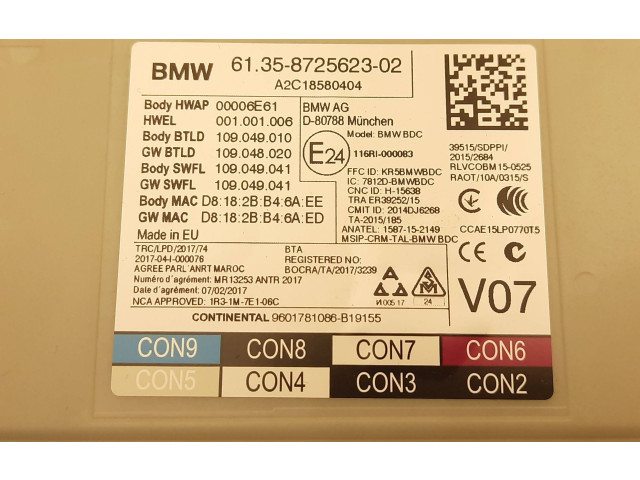 BMW 61.35-8725623-02
A2C18580404
Body HWAP 00006E61
HWEL 001.001.006
Body BTLD 109.049.010
GW BTLD 109.048.020
Body SWFL 109.049.041
GW SWFL 109.049.041
Body MAC D8:18:2B:B4:6A:EE
GW MAC D8:18:2B:B4:6A:ED
Made in EU
BMW AG
D-80788 München
Model: BMW BDC
E24 116RI-000083
FFC ID: KR5BMWBDC
IC: 7812D-BMWBDC
CNC ID: H-15638
TRA ER39252/15
CMIT ID: 2014DJ6268
TA-2015/185
ANATEL: 1587-15-2149
MSIP-CRM-TAL-BMW BDC
39515/SDPPI/
2015/2684
RLVCOBM15-0525
RAOT/10A/0315/S
CCAE15LP0770T5
TRC/LPD/2017/74
2017-04-I-000076
AGREE PARL'ANRT MAROC
Numéro d'agrément: MR13253 ANTR 2017
Date d'agrément: 07/02/2017
NCA APPROVED: 1R3-1M-7E1-06C
BTA
REGISTERED NO:
BOCRA/TA/2017/3239
И 005 17
24
CE
V07
CONTINENTAL 9601781086-B19155
CON9 CON8 CON7 CON6
CON5 CON4 CON3 CON2